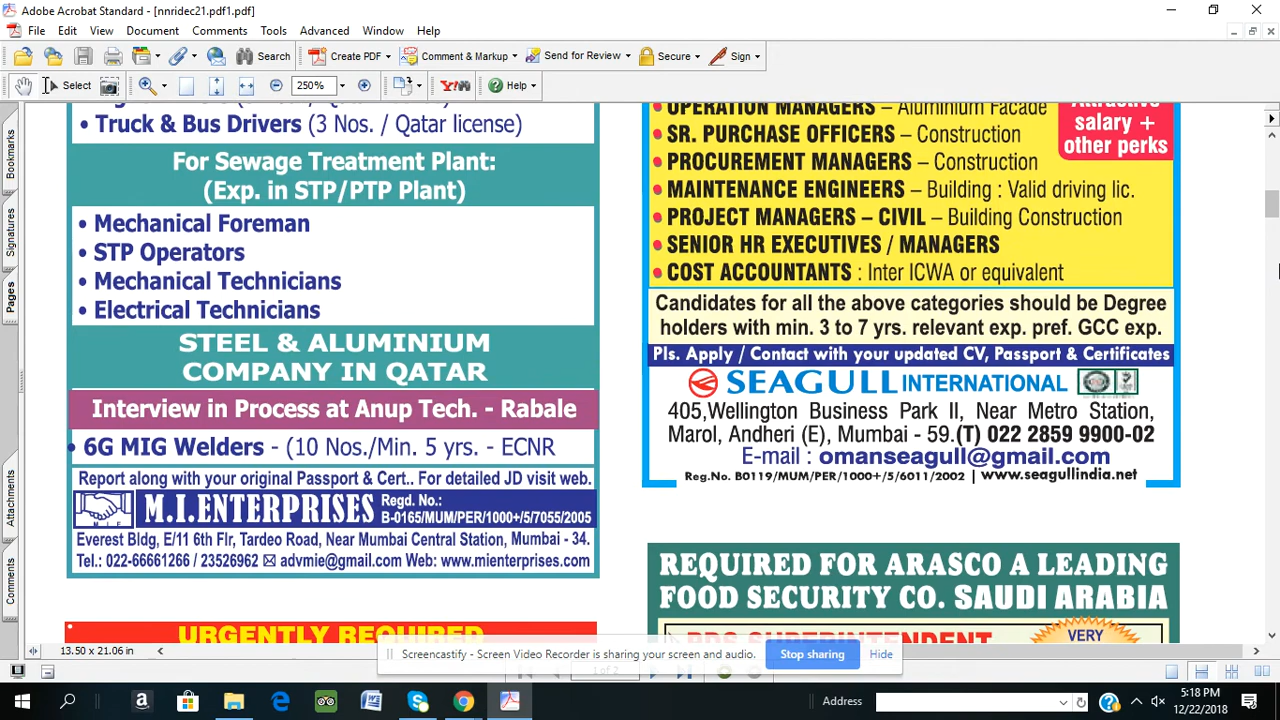 Adobe Acrobat Standard - [nnridec21.pdf1.pdf]
File Edit View Document Comments Tools Advanced Window Help
Search Create PDF Comment & Markup Send for Review Secure Sign
Select 250% Y! Help
Bookmarks
Signatures
Pages
Attachments
Comments
• Truck & Bus Drivers (3 Nos. / Qatar license)
For Sewage Treatment Plant:
(Exp. in STP/PTP Plant)
• Mechanical Foreman
• STP Operators
• Mechanical Technicians
• Electrical Technicians
STEEL & ALUMINIUM
COMPANY IN QATAR
Interview in Process at Anup Tech. - Rabale
• 6G MIG Welders - (10 Nos./Min. 5 yrs. - ECNR
Report along with your original Passport & Cert.. For detailed JD visit web.
M.I.ENTERPRISES Regd. No.:
B-0165/MUM/PER/1000+/5/7055/2005
Everest Bldg, E/11 6th Flr, Tardeo Road, Near Mumbai Central Station, Mumbai - 34.
Tel.: 022-66661266 / 23526962 ✉ advmie@gmail.com Web: www.mienterprises.com
URGENTLY REQUIRED
• OPERATION MANAGERS – Aluminium Facade
• SR. PURCHASE OFFICERS – Construction
• PROCUREMENT MANAGERS – Construction
• MAINTENANCE ENGINEERS – Building : Valid driving lic.
• PROJECT MANAGERS – CIVIL – Building Construction
• SENIOR HR EXECUTIVES / MANAGERS
• COST ACCOUNTANTS : Inter ICWA or equivalent
Attractive
salary +
other perks
Candidates for all the above categories should be Degree
holders with min. 3 to 7 yrs. relevant exp. pref. GCC exp.
Pls. Apply / Contact with your updated CV, Passport & Certificates
SEAGULL INTERNATIONAL
405,Wellington Business Park II, Near Metro Station,
Marol, Andheri (E), Mumbai - 59.(T) 022 2859 9900-02
E-mail : omanseagull@gmail.com
Reg.No. B0119/MUM/PER/1000+/5/6011/2002 | www.seagullindia.net
REQUIRED FOR ARASCO A LEADING
FOOD SECURITY CO. SAUDI ARABIA
SUPERINTENDENT
VERY
13.50 x 21.06 in
Screencastify - Screen Video Recorder is sharing your screen and audio. Stop sharing Hide
1 of 2
Address
5:18 PM
12/22/2018